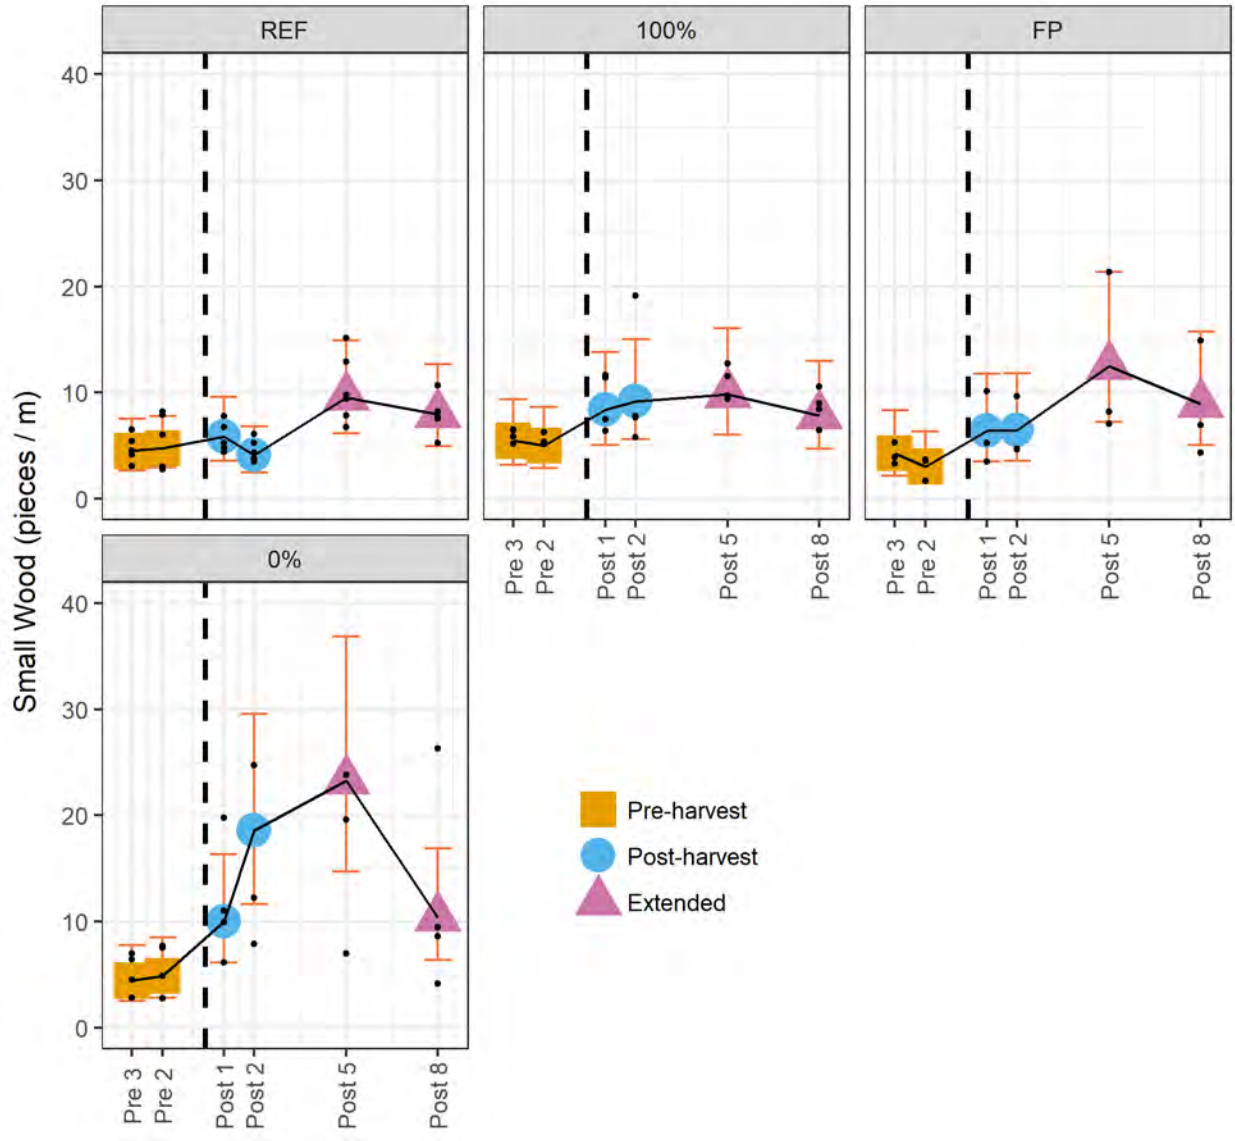 REF
100%
FP
Small Wood (pieces / m)
40
30
20
10
0
Pre 3
Pre 2
Post 1
Post 2
Post 5
Post 8
Pre 3
Pre 2
Post 1
Post 2
Post 5
Post 8
0%
40
30
20
10
0
Pre 3
Pre 2
Post 1
Post 2
Post 5
Post 8
Pre-harvest
Post-harvest
Extended